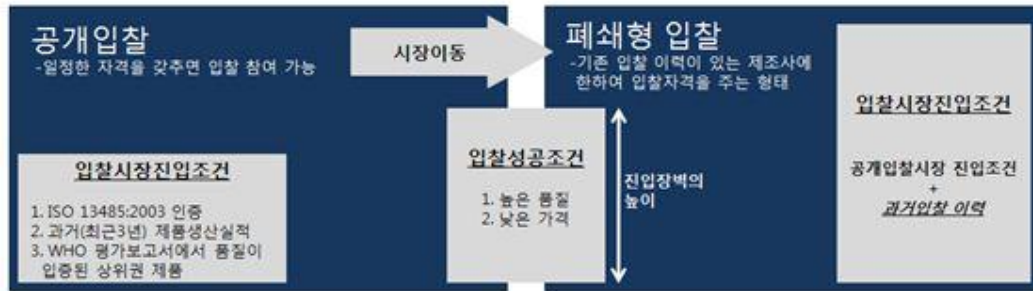 공개입찰
-일정한 자격을 갖추면 입찰 참여 가능
시장이동
폐쇄형 입찰
-기존 입찰 이력이 있는 제조사에
한하여 입찰자격을 주는 형태
입찰시장진입조건
1. ISO 13485:2003 인증
2. 과거(최근3년) 제품생산실적
3. WHO 평가보고서에서 품질이
입증된 상위권 제품
입찰성공조건
1. 높은 품질
2. 낮은 가격
진입장벽의
높이
입찰시장진입조건
공개입찰시장 진입조건
+
과거입찰 이력